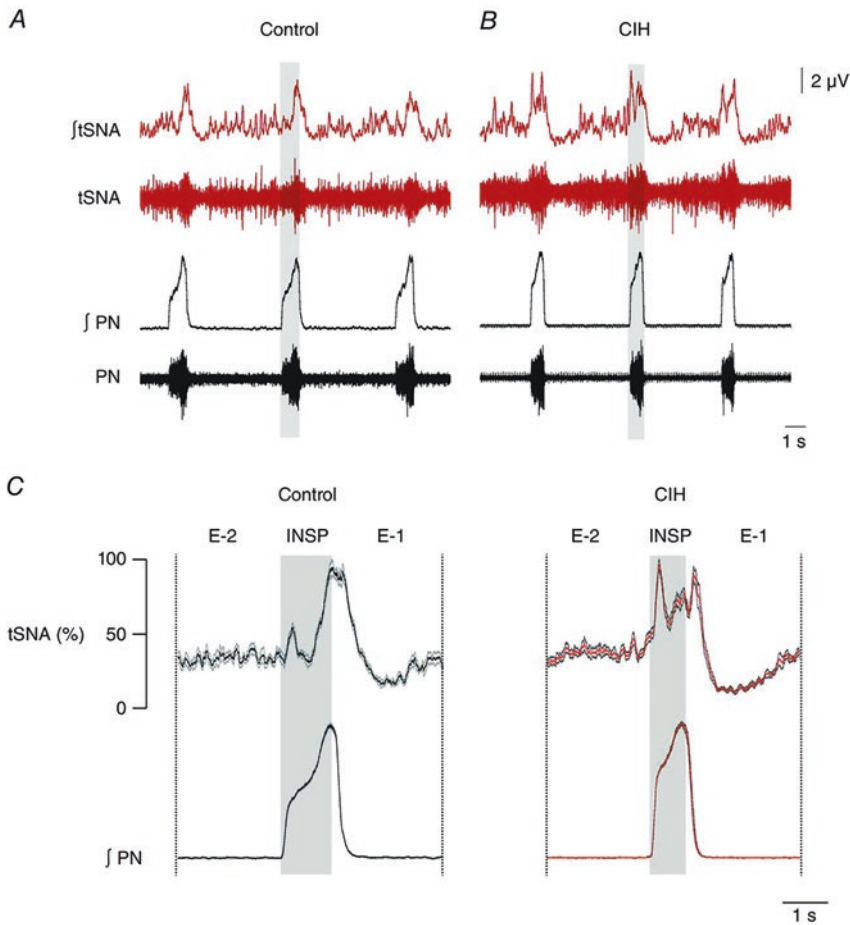 A
Control
B
CIH
2 µV
∫tSNA
tSNA
∫ PN
PN
1 s
C
Control
CIH
E-2 INSP E-1
E-2 INSP E-1
100
tSNA (%) 50
0
∫ PN
1 s